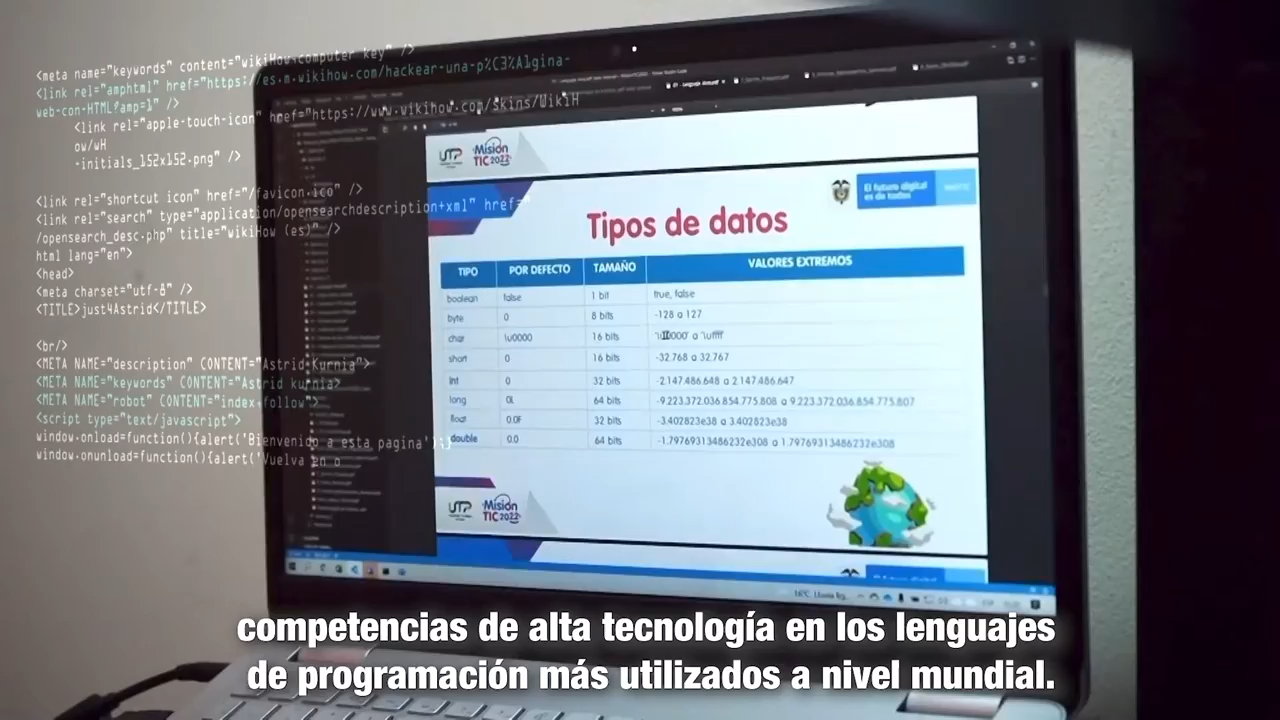 <meta name="keywords" content="wikiHow,computer key" />
<link rel="amphtml" href="https://es.m.wikihow.com/hackear-una-p%C3%A1gina-
web-con-HTML?amp=1" />
<link rel="apple-touch-icon" href="https://www.wikihow.com/skins/WikiH
ow/wH
-initials_152x152.png" />
<link rel="shortcut icon" href="/favicon.ico" />
<link rel="search" type="application/opensearchdescription+xml" href="
/opensearch_desc.php" title="wikiHow (es)" />
html lang="en">
<head>
<meta charset="utf-8" />
<TITLE>just4Astrid</TITLE>
<br/>
<META NAME="description" CONTENT="Astrid Kurnia">
<META NAME="keywords" CONTENT="Astrid kurnia>
<META NAME="robot" CONTENT="index,follow">
<script type="text/javascript">
window.onload=function(){alert('Bienvenido a esta pagina');}
window.onunload=function(){alert('Vuelva en o
UTP Misión TIC 2022
El futuro digital
es de todos
Tipos de datos
TIPO POR DEFECTO TAMAÑO VALORES EXTREMOS
boolean false 1 bit true, false
byte 0 8 bits -128 a 127
char \u0000 16 bits '\u0000' a '\uffff'
short 0 16 bits -32.768 a 32.767
int 0 32 bits -2.147.486.648 a 2.147.486.647
long 0L 64 bits -9.223.372.036.854.775.808 a 9.223.372.036.854.775.807
float 0.0F 32 bits -3.402823e38 a 3.402823e38
double 0.0 64 bits -1.79769313486232e308 a 1.79769313486232e308
UTP Misión TIC 2022
El futuro digital
competencias de alta tecnología en los lenguajes
de programación más utilizados a nivel mundial.